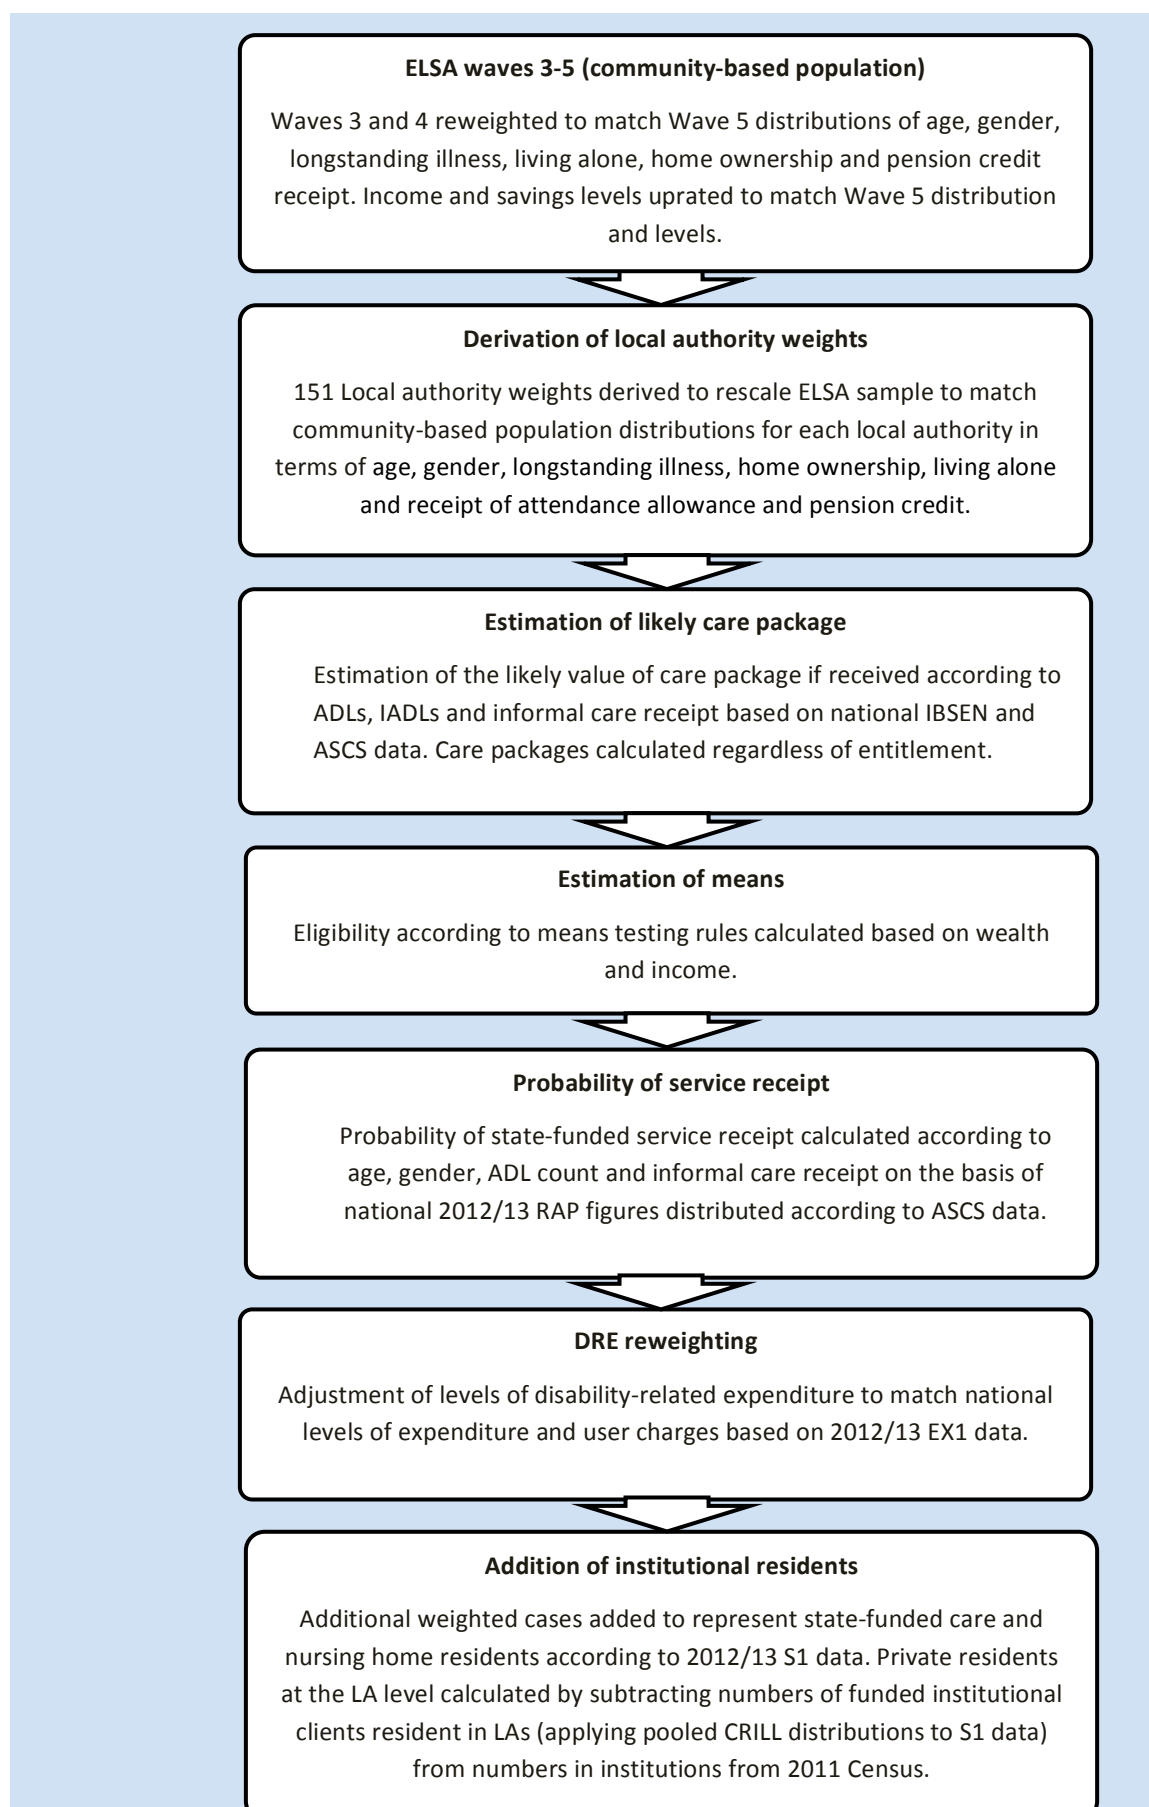 ELSA waves 3-5 (community-based population)
Waves 3 and 4 reweighted to match Wave 5 distributions of age, gender,
longstanding illness, living alone, home ownership and pension credit
receipt. Income and savings levels uprated to match Wave 5 distribution
and levels.
Derivation of local authority weights
151 Local authority weights derived to rescale ELSA sample to match
community-based population distributions for each local authority in
terms of age, gender, longstanding illness, home ownership, living alone
and receipt of attendance allowance and pension credit.
Estimation of likely care package
Estimation of the likely value of care package if received according to
ADLs, IADLs and informal care receipt based on national IBSEN and
ASCS data. Care packages calculated regardless of entitlement.
Estimation of means
Eligibility according to means testing rules calculated based on wealth
and income.
Probability of service receipt
Probability of state-funded service receipt calculated according to
age, gender, ADL count and informal care receipt on the basis of
national 2012/13 RAP figures distributed according to ASCS data.
DRE reweighting
Adjustment of levels of disability-related expenditure to match national
levels of expenditure and user charges based on 2012/13 EX1 data.
Addition of institutional residents
Additional weighted cases added to represent state-funded care and
nursing home residents according to 2012/13 S1 data. Private residents
at the LA level calculated by subtracting numbers of funded institutional
clients resident in LAs (applying pooled CRILL distributions to S1 data)
from numbers in institutions from 2011 Census.